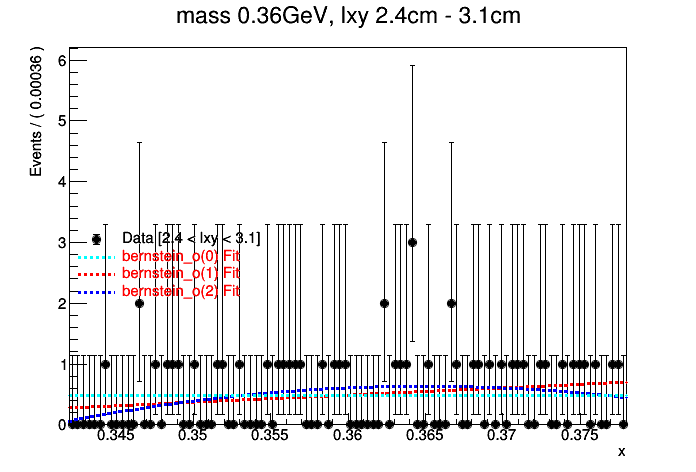 mass 0.36GeV, lxy 2.4cm - 3.1cm
Events / ( 0.00036 )
6
5
4
3
2
1
0
Data [2.4 < lxy < 3.1]
bernstein_o(0) Fit
bernstein_o(1) Fit
bernstein_o(2) Fit
0.345 0.35 0.355 0.36 0.365 0.37 0.375
x